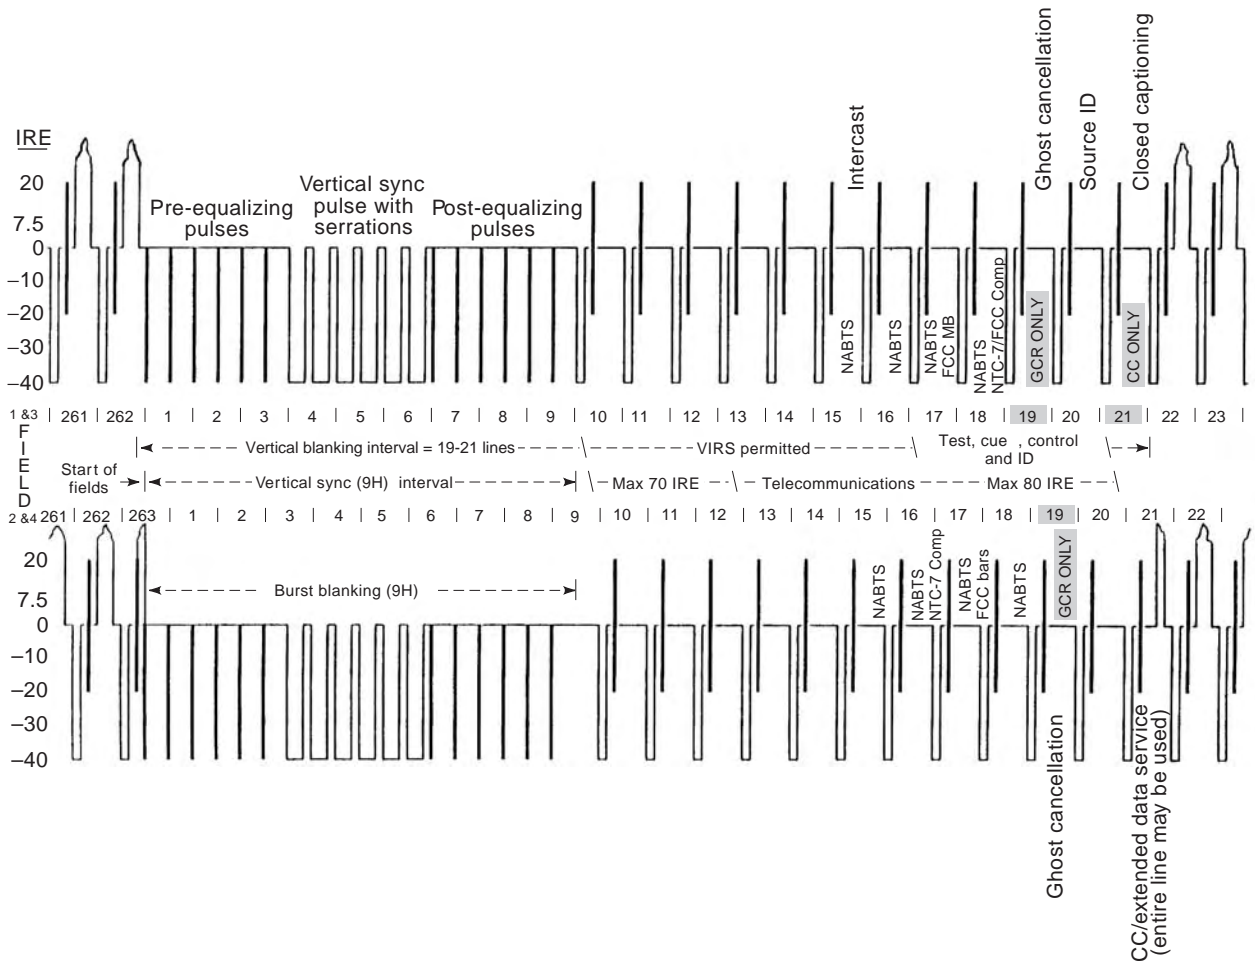 Ghost cancellation
Source ID
Closed captioning
Intercast
IRE
20
7.5
0
–10
–20
–30
–40
Pre-equalizing
pulses
Vertical sync
pulse with
serrations
Post-equalizing
pulses
NABTS
NABTS
NABTS
FCC MB
NABTS
NTC-7/FCC Comp
GCR ONLY
CC ONLY
1 &3 261 262 1 2 3 4 5 6 7 8 9 10 11 12 13 14 15 16 17 18 19 20 21 22 23
FIELD
Vertical blanking interval = 19-21 lines
VIRS permitted
Test, cue , control
and ID
Start of
fields
Vertical sync (9H) interval
Max 70 IRE
Telecommunications
Max 80 IRE
2 &4 261 262 263 1 2 3 4 5 6 7 8 9 10 11 12 13 14 15 16 17 18 19 20 21 22
20
7.5
0
–10
–20
–30
–40
Burst blanking (9H)
NABTS
NABTS
NTC-7 Comp
NABTS
FCC bars
NABTS
GCR ONLY
Ghost cancellation
CC/extended data service
(entire line may be used)